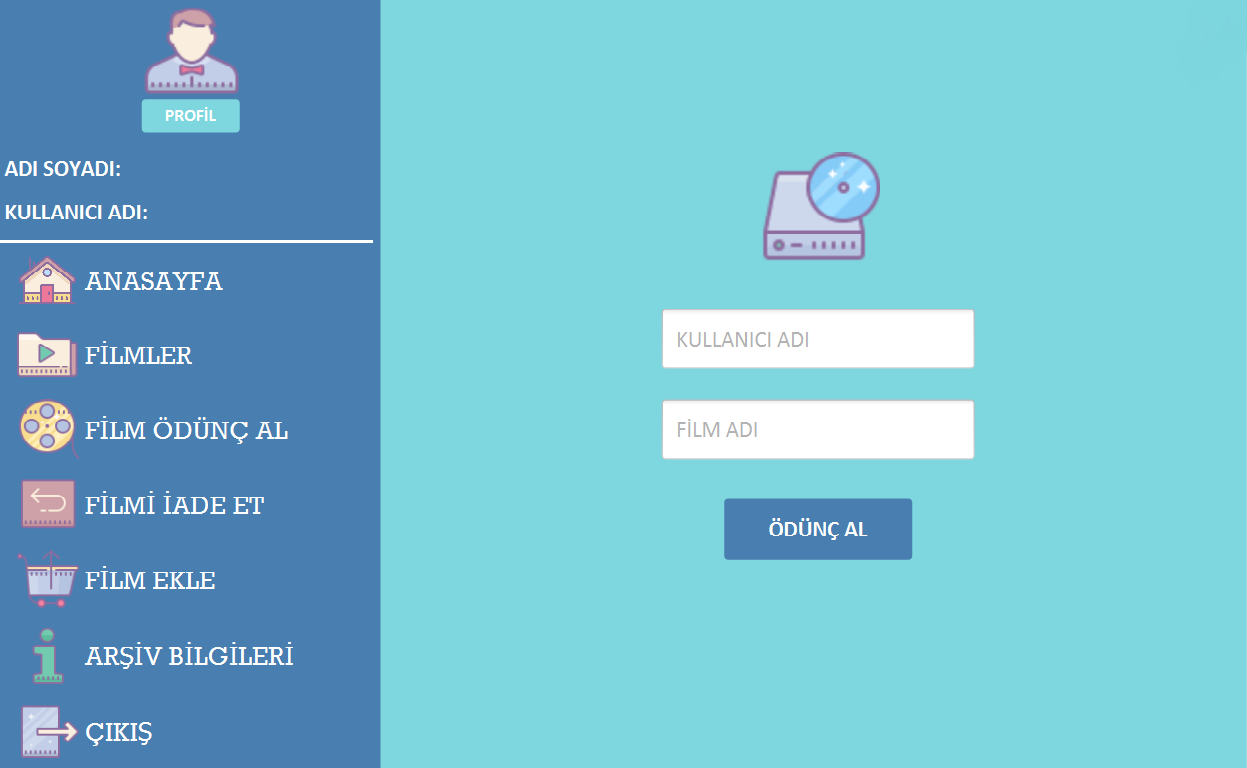 PROFİL
ADI SOYADI:
KULLANICI ADI:
ANASAYFA
FİLMLER
FİLM ÖDÜNÇ AL
FİLMİ İADE ET
FİLM EKLE
ARŞİV BİLGİLERİ
ÇIKIŞ
KULLANICI ADI
FİLM ADI
ÖDÜNÇ AL